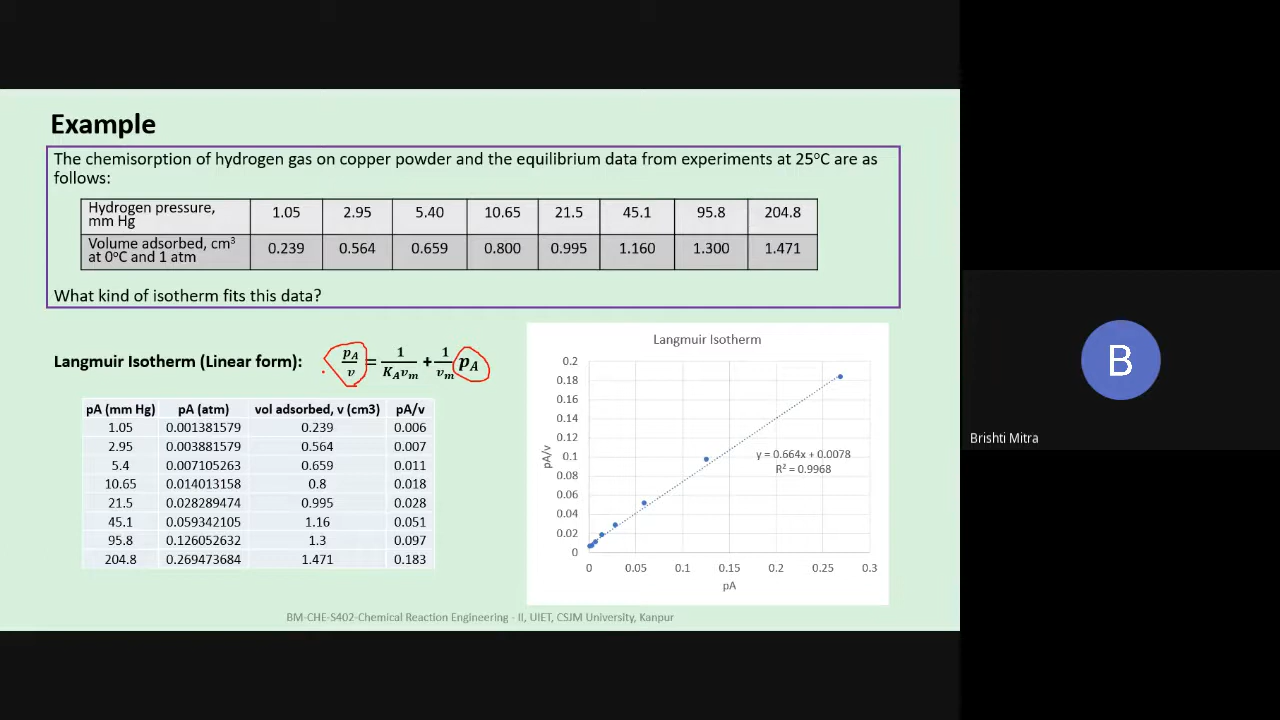 Example
The chemisorption of hydrogen gas on copper powder and the equilibrium data from experiments at 25°C are as
follows:
Hydrogen pressure, mm Hg 1.05 2.95 5.40 10.65 21.5 45.1 95.8 204.8
Volume adsorbed, cm³ at 0°C and 1 atm 0.239 0.564 0.659 0.800 0.995 1.160 1.300 1.471
What kind of isotherm fits this data?
Langmuir Isotherm (Linear form): p_A/v = 1/(K_A v_m) + 1/v_m p_A
pA (mm Hg) pA (atm) vol adsorbed, v (cm3) pA/v
1.05 0.001381579 0.239 0.006
2.95 0.003881579 0.564 0.007
5.4 0.007105263 0.659 0.011
10.65 0.014013158 0.8 0.018
21.5 0.028289474 0.995 0.028
45.1 0.059342105 1.16 0.051
95.8 0.126052632 1.3 0.097
204.8 0.269473684 1.471 0.183
Langmuir Isotherm
0.2
0.18
0.16
0.14
0.12
0.1
0.08
0.06
0.04
0.02
0
pA/v
y = 0.664x + 0.0078
R² = 0.9968
0 0.05 0.1 0.15 0.2 0.25 0.3
pA
BM-CHE-S402-Chemical Reaction Engineering - II, UIET, CSJM University, Kanpur
B
Brishti Mitra